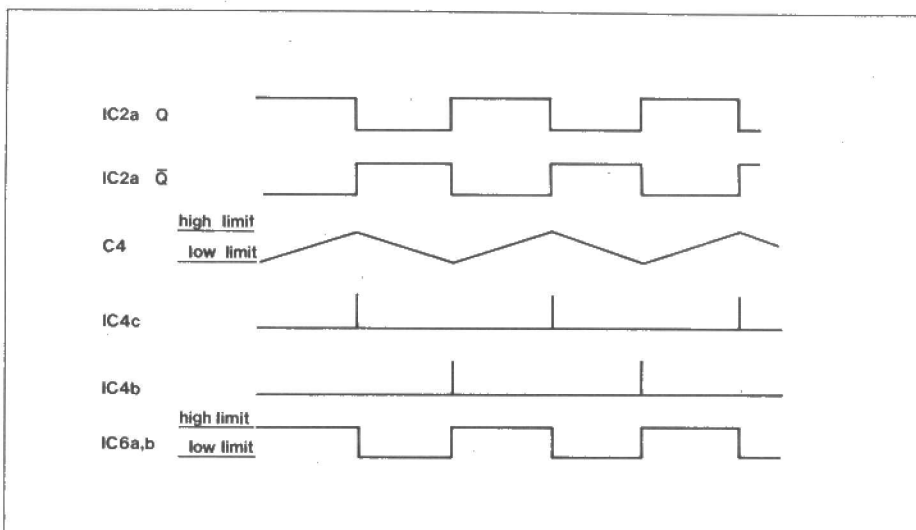 IC2a Q
IC2a Q̅
high limit
C4 low limit
IC4c
IC4b
high limit
IC6a,b low limit